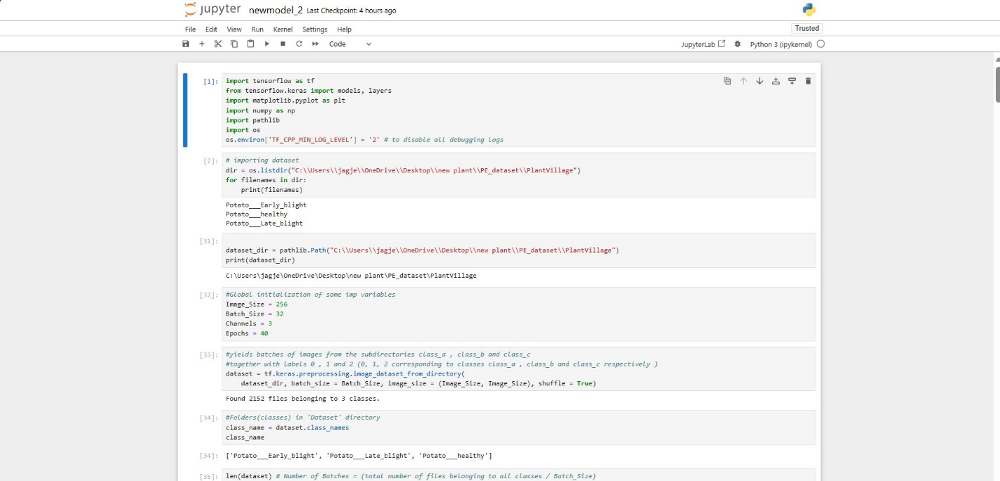 jupyter newmodel_2 Last Checkpoint: 4 hours ago
File Edit View Run Kernel Settings Help
Trusted
Code
JupyterLab Python 3 (ipykernel)
[1]: import tensorflow as tf
from tensorflow.keras import models, layers
import matplotlib.pyplot as plt
import numpy as np
import pathlib
import os
os.environ['TF_CPP_MIN_LOG_LEVEL'] = '2' # to disable all debugging logs
[2]: # importing dataset
dir = os.listdir("C:\\Users\\jagje\\OneDrive\\Desktop\\new plant\\PE_dataset\\PlantVillage")
for filenames in dir:
    print(filenames)
Potato___Early_blight
Potato___healthy
Potato___Late_blight
[31]:
dataset_dir = pathlib.Path("C:\\Users\\jagje\\OneDrive\\Desktop\\new plant\\PE_dataset\\PlantVillage")
print(dataset_dir)
C:\Users\jagje\OneDrive\Desktop\new plant\PE_dataset\PlantVillage
[32]: #Global initialization of some imp variables
Image_Size = 256
Batch_Size = 32
Channels = 3
Epochs = 40
[33]: #yields batches of images from the subdirectories class_a , class_b and class_c
#together with labels 0 , 1 and 2 (0, 1, 2 corresponding to classes class_a , class_b and class_c respectively )
dataset = tf.keras.preprocessing.image_dataset_from_directory(
    dataset_dir, batch_size = Batch_Size, image_size = (Image_Size, Image_Size), shuffle = True)
Found 2152 files belonging to 3 classes.
[34]: #Folders(classes) in 'Dataset' directory
class_name = dataset.class_names
class_name
[34]: ['Potato___Early_blight', 'Potato___Late_blight', 'Potato___healthy']
[35]: len(dataset) # Number of Batches = (total number of files belonging to all classes / Batch_Size)